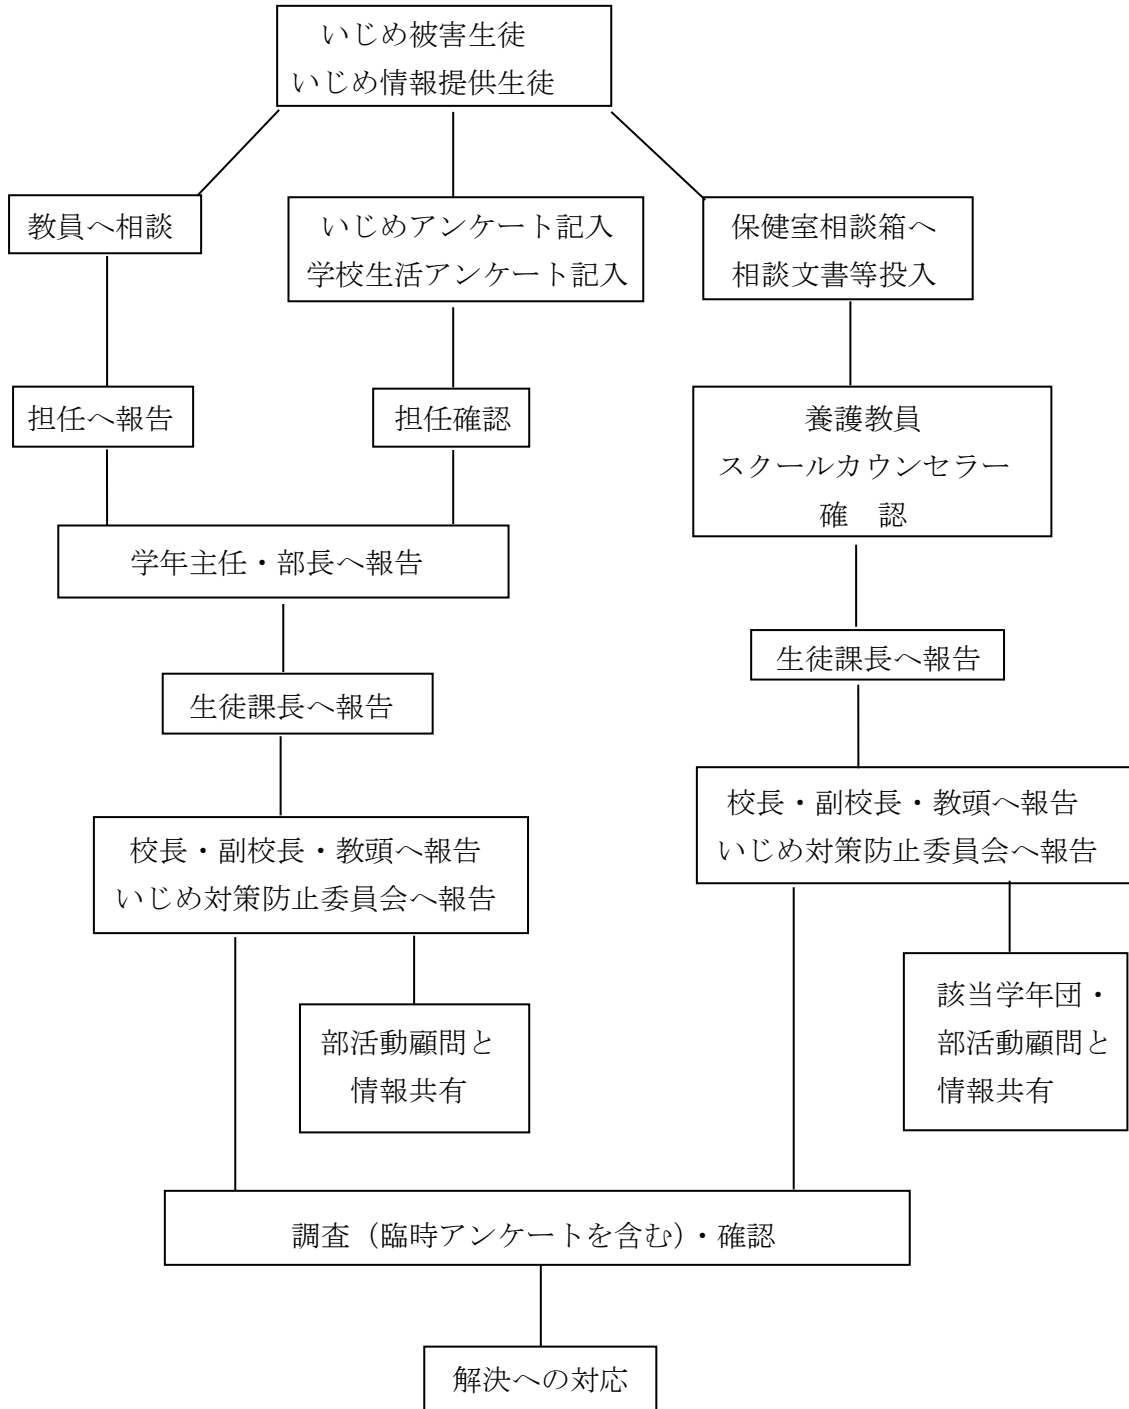 いじめ被害生徒
いじめ情報提供生徒
教員へ相談
いじめアンケート記入
学校生活アンケート記入
保健室相談箱へ
相談文書等投入
担任へ報告
担任確認
養護教員
スクールカウンセラー
確　認
学年主任・部長へ報告
生徒課長へ報告
生徒課長へ報告
校長・副校長・教頭へ報告
いじめ対策防止委員会へ報告
校長・副校長・教頭へ報告
いじめ対策防止委員会へ報告
部活動顧問と
情報共有
該当学年団・
部活動顧問と
情報共有
調査（臨時アンケートを含む）・確認
解決への対応